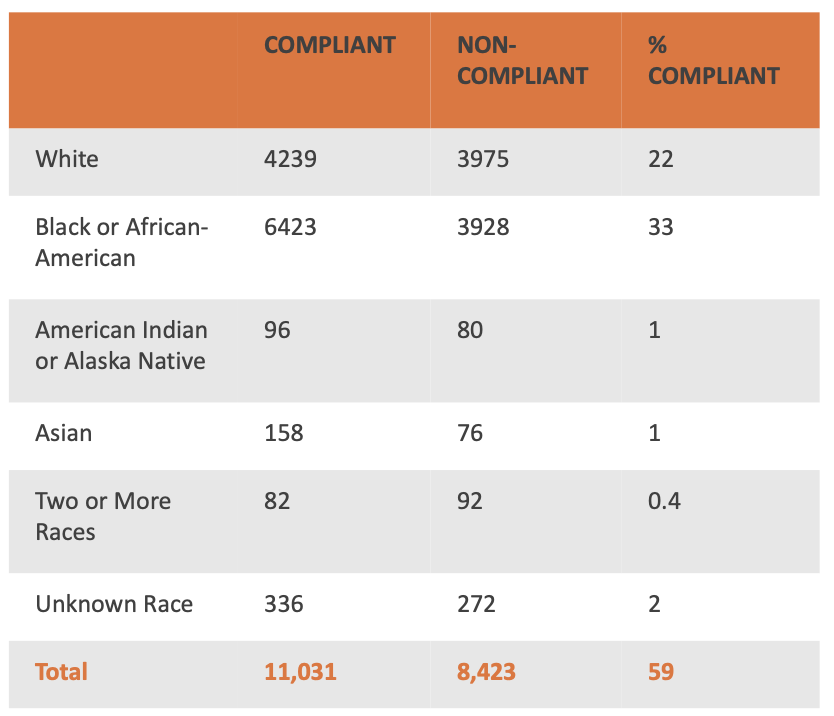 COMPLIANT NON- %
COMPLIANT COMPLIANT
White 4239 3975 22
Black or African- 6423 3928 33
American
American Indian 96 80 1
or Alaska Native
Asian 158 76 1
Two or More 82 92 0.4
Races
Unknown Race 336 272 2
Total 11,031 8,423 59